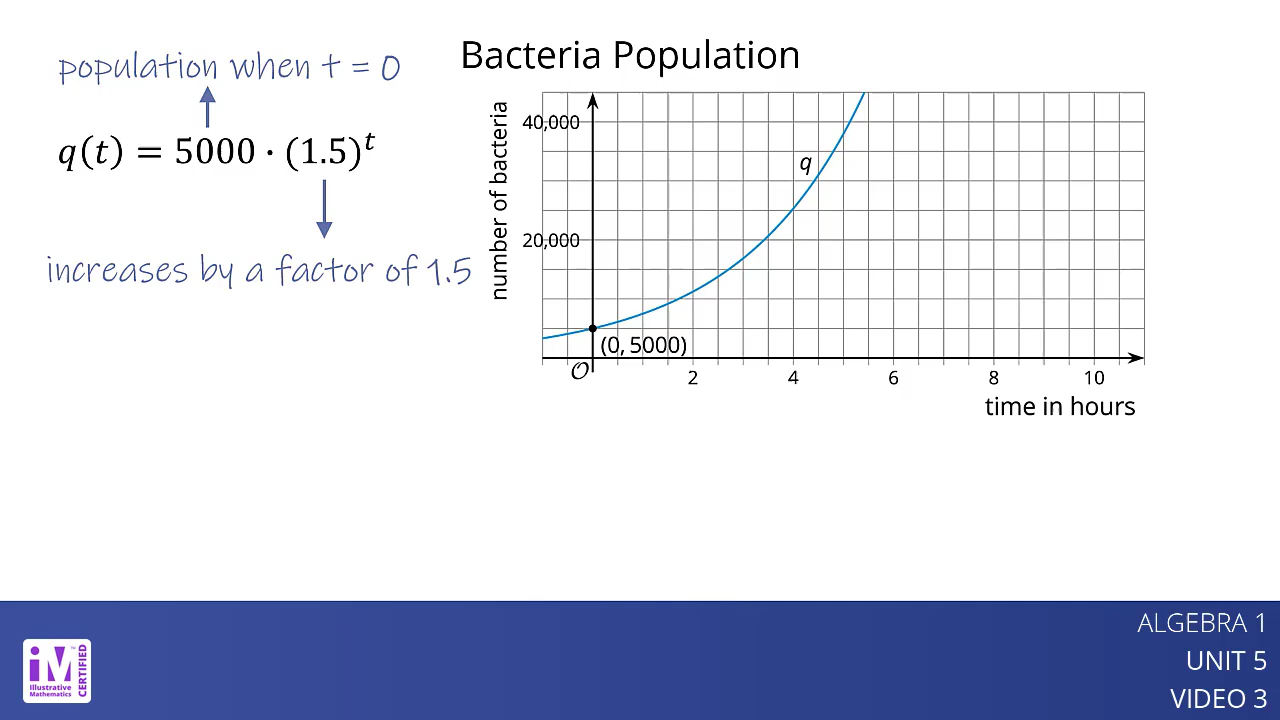 population when t = 0
q(t) = 5000 · (1.5)^t
increases by a factor of 1.5
Bacteria Population
number of bacteria
40,000
20,000
q
(0, 5000)
O
2 4 6 8 10
time in hours
iM™
Illustrative
Mathematics
CERTIFIED
ALGEBRA 1
UNIT 5
VIDEO 3